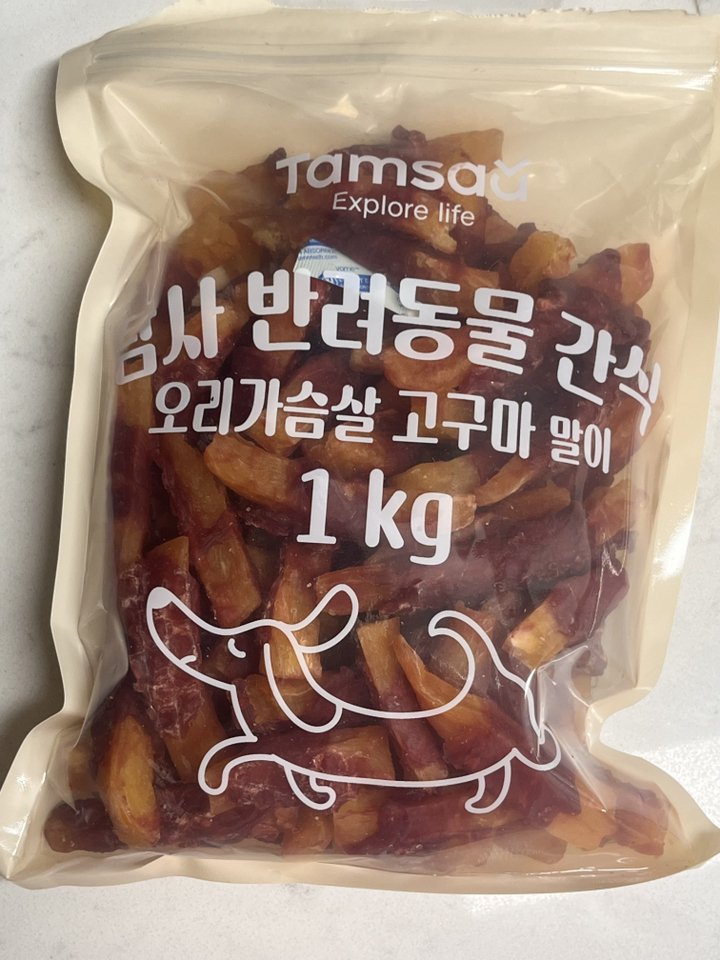 Tamsaa
Explore life
탐사 반려동물 간식
오리가슴살 고구마 말이
1 kg